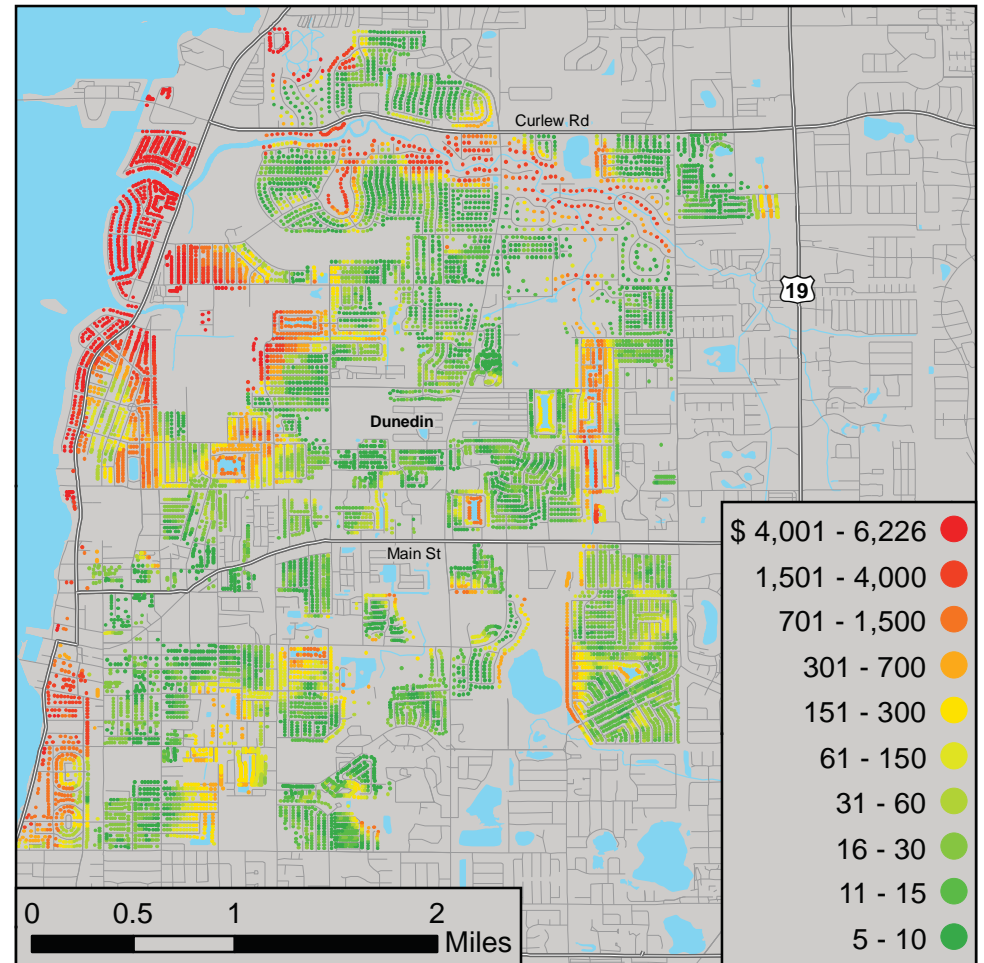 Curlew Rd
19
Dunedin
Main St
$ 4,001 - 6,226
1,501 - 4,000
701 - 1,500
301 - 700
151 - 300
61 - 150
31 - 60
16 - 30
11 - 15
5 - 10
0 0.5 1 2
Miles